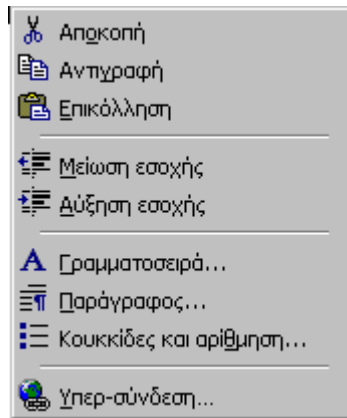 Αποκοπή
Αντιγραφή
Επικόλληση
Μείωση εσοχής
Αύξηση εσοχής
Γραμματοσειρά...
Παράγραφος...
Κουκκίδες και αρίθμηση...
Υπερ-σύνδεση...